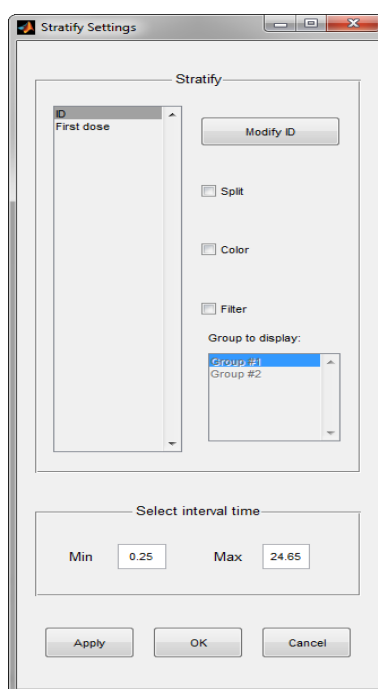 Stratify Settings
Stratify
ID
First dose
Modify ID
Split
Color
Filter
Group to display:
Group #1
Group #2
Select interval time
Min 0.25 Max 24.65
Apply OK Cancel